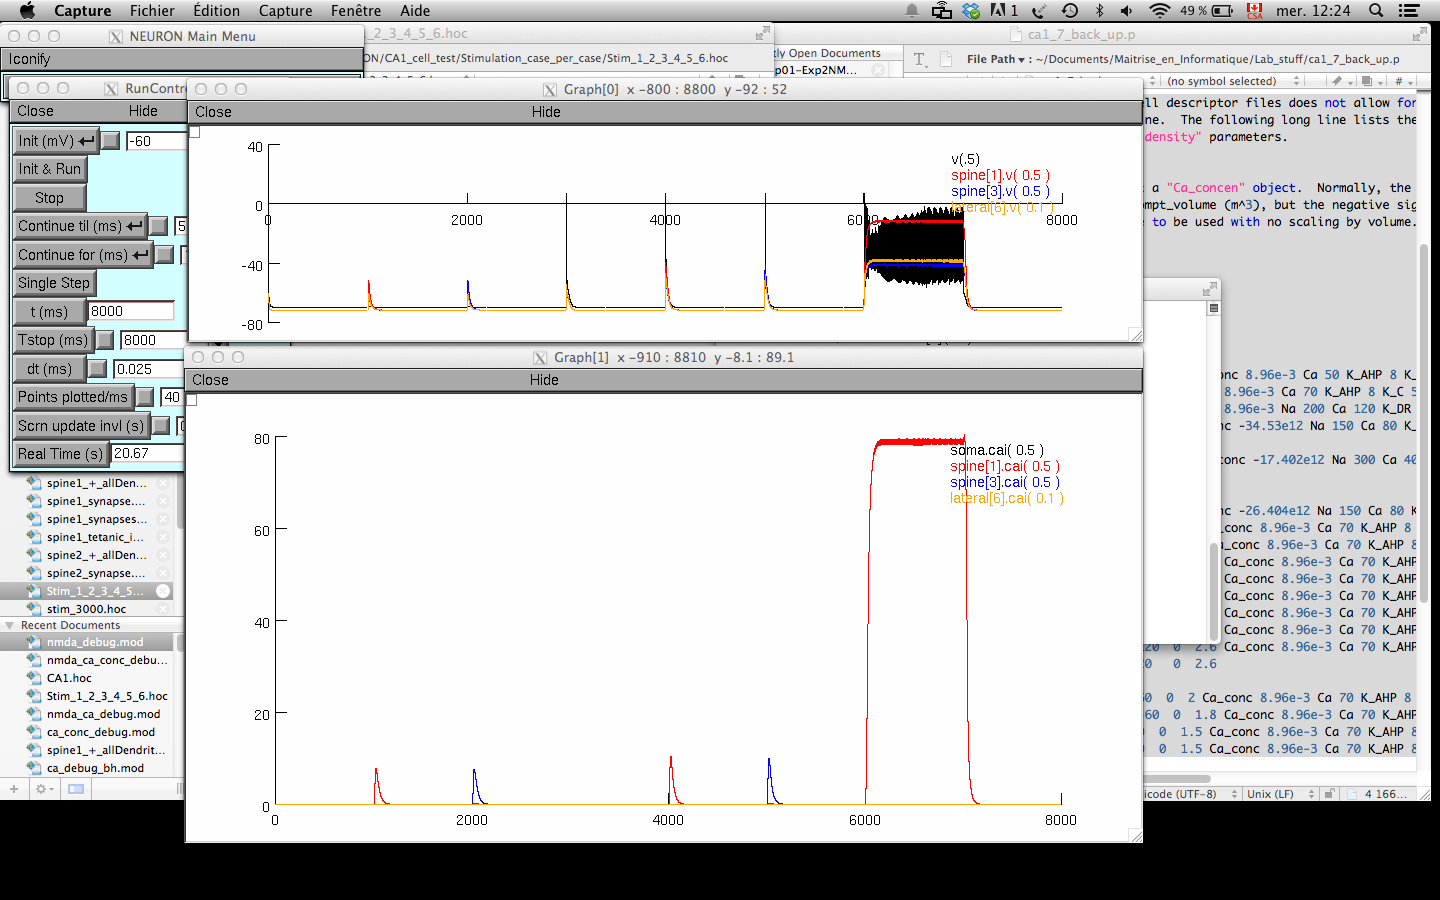 Capture Fichier Édition Capture Fenêtre Aide 1 49 % CSA mer. 12:24
NEURON Main Menu
Iconify
_2_3_4_5_6.hoc
ON/CA1_cell_test/Stimulation_case_per_case/Stim_1_2_3_4_5_6.hoc
tly Open Documents
p01-Exp2NM...
ca1_7_back_up.p
File Path ▾ : ~/Documents/Maitrise_en_Informatique/Lab_stuff/ca1_7_back_up.p
(no symbol selected)
RunContr
Close Hide
Init (mV) -60
Init & Run
Stop
Continue til (ms) 5
Continue for (ms)
Single Step
t (ms) 8000
Tstop (ms) 8000
dt (ms) 0.025
Points plotted/ms 40
Scrn update invl (s) 0
Real Time (s) 20.67
Graph[0] x -800 : 8800 y -92 : 52
Close Hide
40
0
-40
-80
2000
4000
6000
8000
v(.5)
spine[1].v( 0.5 )
spine[3].v( 0.5 )
lateral[6].v( 0.1 )
Graph[1] x -910 : 8810 y -8.1 : 89.1
Close Hide
80
60
40
20
0
0
2000
4000
6000
8000
soma.cai( 0.5 )
spine[1].cai( 0.5 )
spine[3].cai( 0.5 )
lateral[6].cai( 0.1 )
ll descriptor files does not allow for
ne. The following long line lists the
density" parameters.
a "Ca_concen" object. Normally, the
mpt_volume (m^3), but the negative sig
e to be used with no scaling by volume.
nc 8.96e-3 Ca 50 K_AHP 8 K_
8.96e-3 Ca 70 K_AHP 8 K_C 5
8.96e-3 Na 200 Ca 120 K_DR
nc -34.53e12 Na 150 Ca 80 K_
onc -17.402e12 Na 300 Ca 40
nc -26.404e12 Na 150 Ca 80 K
a_conc 8.96e-3 Ca 70 K_AHP 8
a_conc 8.96e-3 Ca 70 K_AHP 8
Ca_conc 8.96e-3 Ca 70 K_AHP
Ca_conc 8.96e-3 Ca 70 K_AHP
Ca_conc 8.96e-3 Ca 70 K_AHP
Ca_conc 8.96e-3 Ca 70 K_AHP
Ca_conc 8.96e-3 Ca 70 K_AHP
20 0 2.6 Ca_conc 8.96e-3 Ca 70 K_AHP
20 0 2.6
60 0 2 Ca_conc 8.96e-3 Ca 70 K_AHP 8
60 0 1.8 Ca_conc 8.96e-3 Ca 70 K_AHP
0 0 1.5 Ca_conc 8.96e-3 Ca 70 K_AHP
0 0 1.5 Ca_conc 8.96e-3 Ca 70 K_AHP
icode (UTF-8) Unix (LF) 4 166...
spine1_+_allDen...
spine1_synapse....
spine1_synapses...
spine1_tetanic_i...
spine2_+_allDen...
spine2_synapse....
Stim_1_2_3_4_5...
stim_3000.hoc
Recent Documents
nmda_debug.mod
nmda_ca_conc_debu...
CA1.hoc
Stim_1_2_3_4_5_6.hoc
nmda_ca_debug.mod
ca_conc_debug.mod
spine1_+_allDendrit...
ca_debug_bh.mod